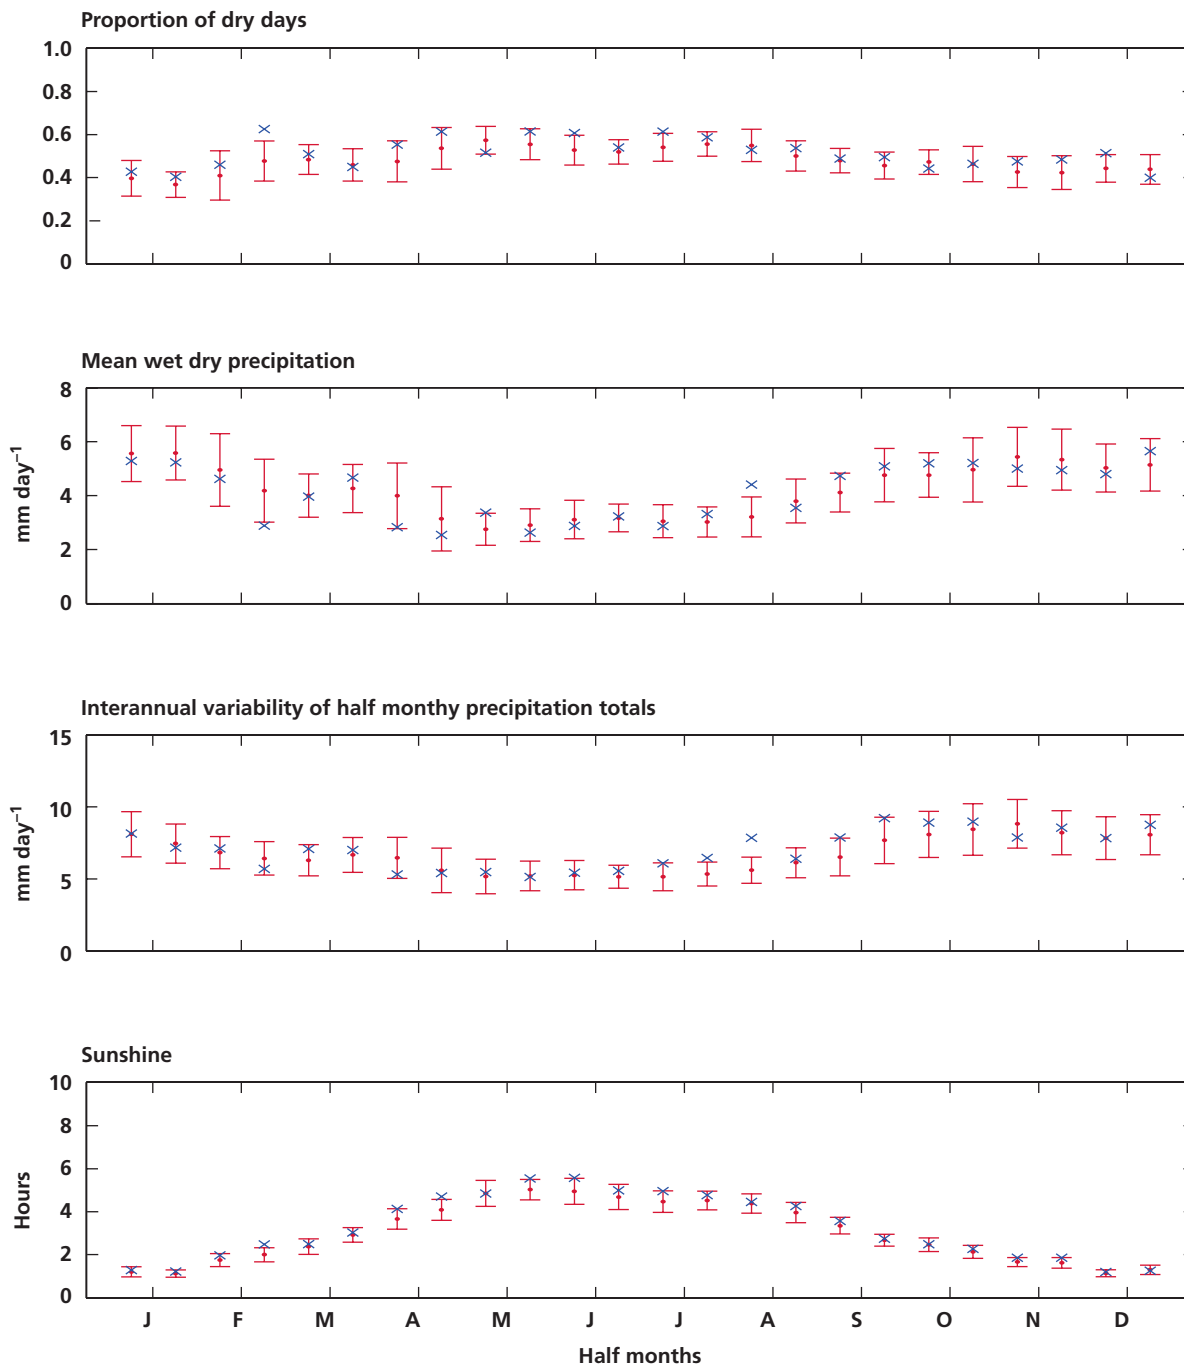 Proportion of dry days
1.0
0.8
0.6
0.4
0.2
0
Mean wet dry precipitation
8
6
4
2
0
mm day⁻¹
Interannual variability of half monthy precipitation totals
15
10
5
0
mm day⁻¹
Sunshine
10
8
6
4
2
0
Hours
J F M A M J J A S O N D
Half months